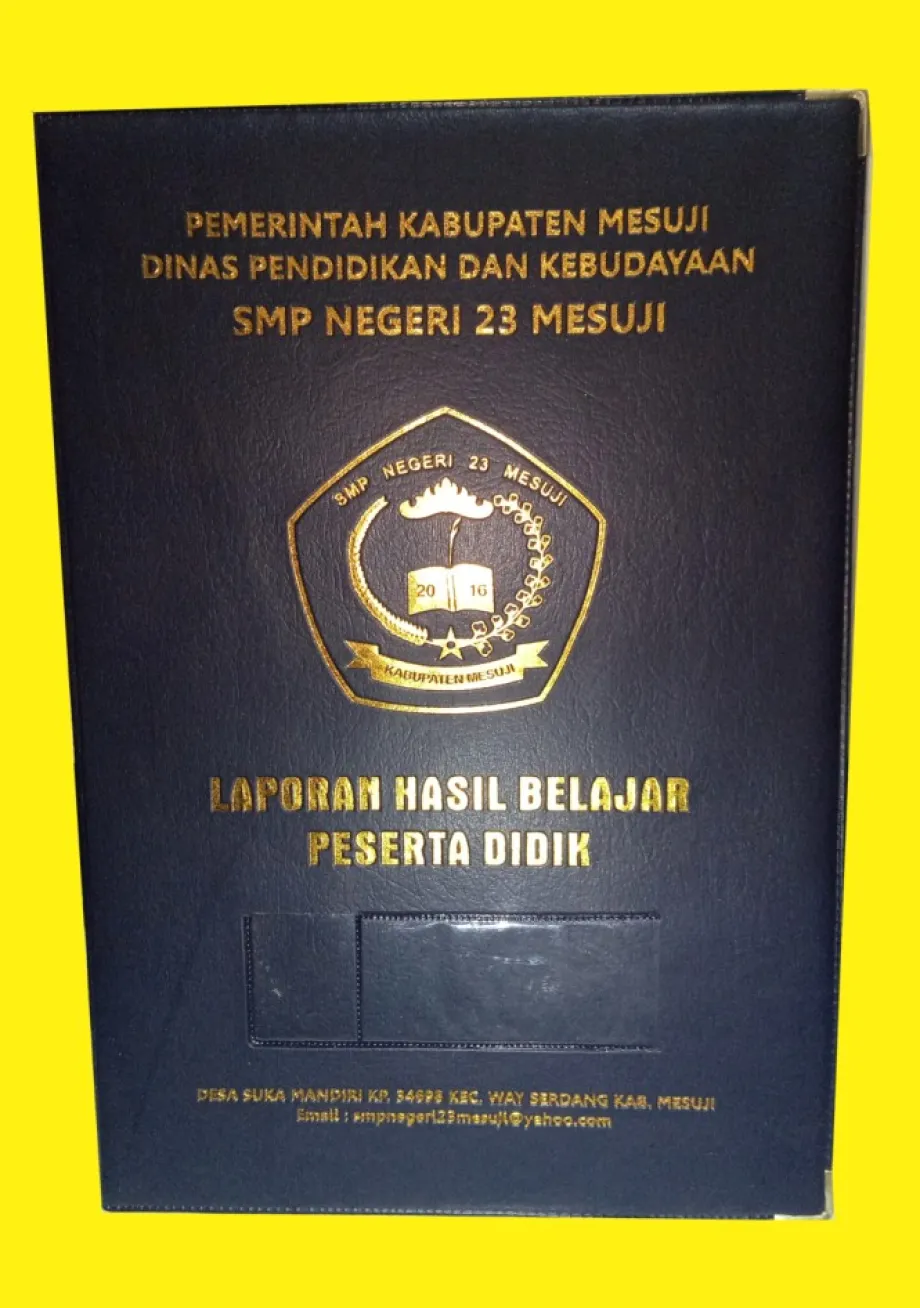 PEMERINTAH KABUPATEN MESUJI
DINAS PENDIDIKAN DAN KEBUDAYAAN
SMP NEGERI 23 MESUJI
SMP NEGERI 23 MESUJI
20 16
KABUPATEN MESUJI
LAPORAN HASIL BELAJAR
PESERTA DIDIK
DESA SUKA MANDIRI KP. 34698 KEC. WAY SERDANG KAB. MESUJI
Email : smpnegeri23mesuji@yahoo.com